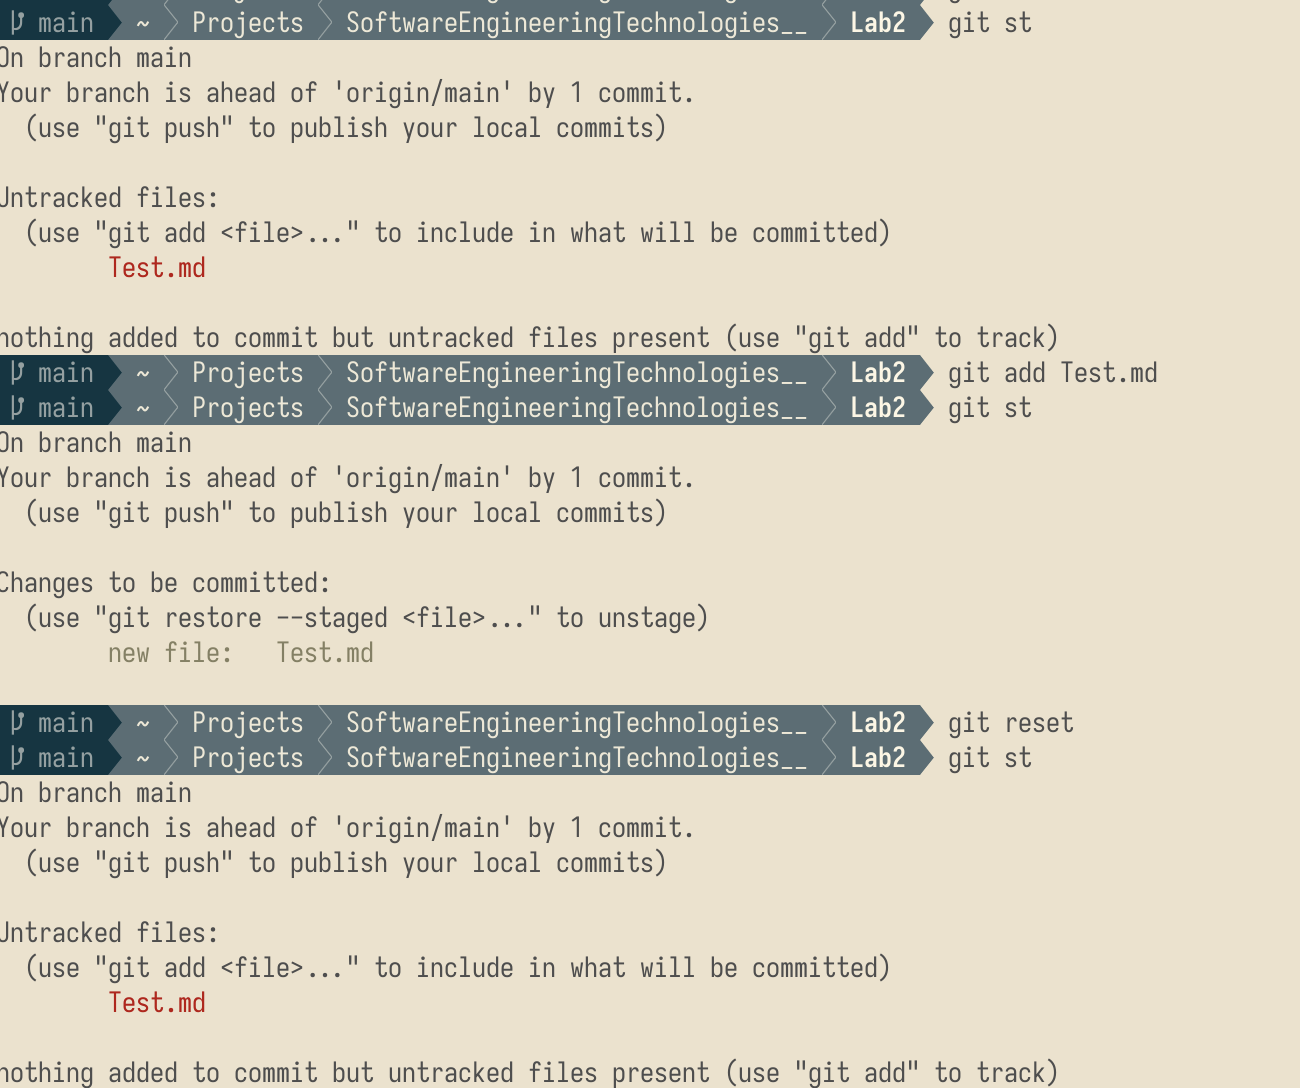 main ~ Projects SoftwareEngineeringTechnologies__ Lab2 git st
On branch main
Your branch is ahead of 'origin/main' by 1 commit.
  (use "git push" to publish your local commits)

Untracked files:
  (use "git add <file>..." to include in what will be committed)
        Test.md

nothing added to commit but untracked files present (use "git add" to track)
main ~ Projects SoftwareEngineeringTechnologies__ Lab2 git add Test.md
main ~ Projects SoftwareEngineeringTechnologies__ Lab2 git st
On branch main
Your branch is ahead of 'origin/main' by 1 commit.
  (use "git push" to publish your local commits)

Changes to be committed:
  (use "git restore --staged <file>..." to unstage)
        new file:   Test.md

main ~ Projects SoftwareEngineeringTechnologies__ Lab2 git reset
main ~ Projects SoftwareEngineeringTechnologies__ Lab2 git st
On branch main
Your branch is ahead of 'origin/main' by 1 commit.
  (use "git push" to publish your local commits)

Untracked files:
  (use "git add <file>..." to include in what will be committed)
        Test.md

nothing added to commit but untracked files present (use "git add" to track)